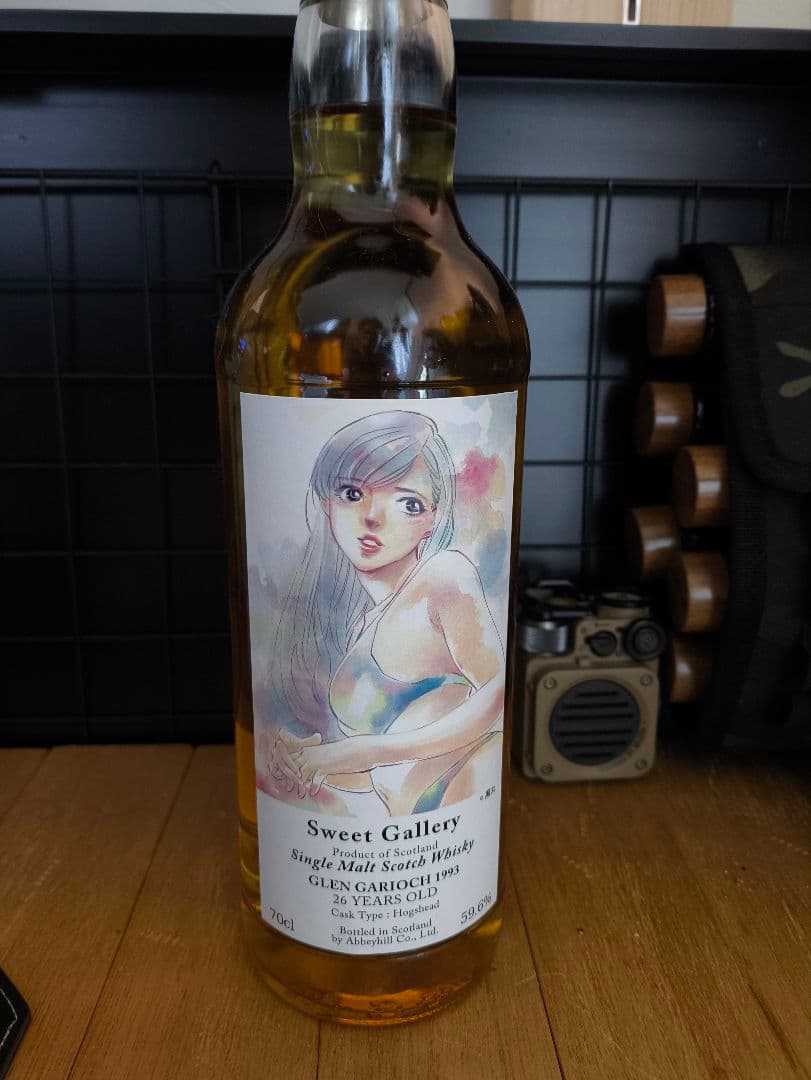 Sweet Gallery
Product of Scotland
Single Malt Scotch Whisky
GLEN GARIOCH 1993
26 YEARS OLD
Cask Type : Hogshead
70cl
59.6%
Bottled in Scotland
by Abbeyhill Co., Ltd.